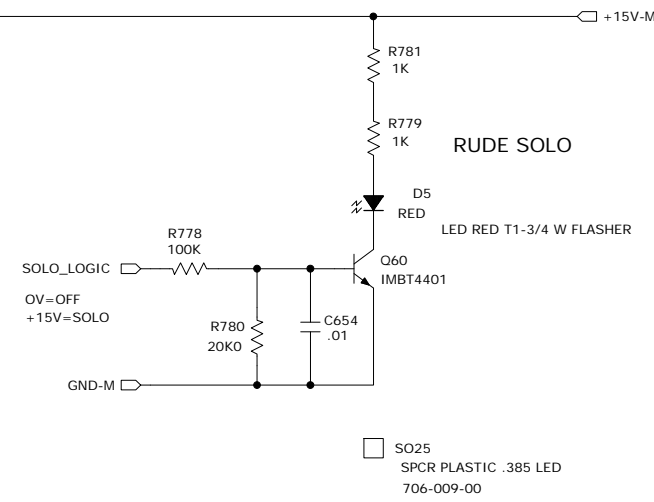 +15V-M
R781
1K
R779
1K
RUDE SOLO
D5
RED
LED RED T1-3/4 W FLASHER
R778
100K
Q60
IMBT4401
SOLO_LOGIC
0V=OFF
+15V=SOLO
R780
20K0
C654
.01
GND-M
SO25
SPCR PLASTIC .385 LED
706-009-00